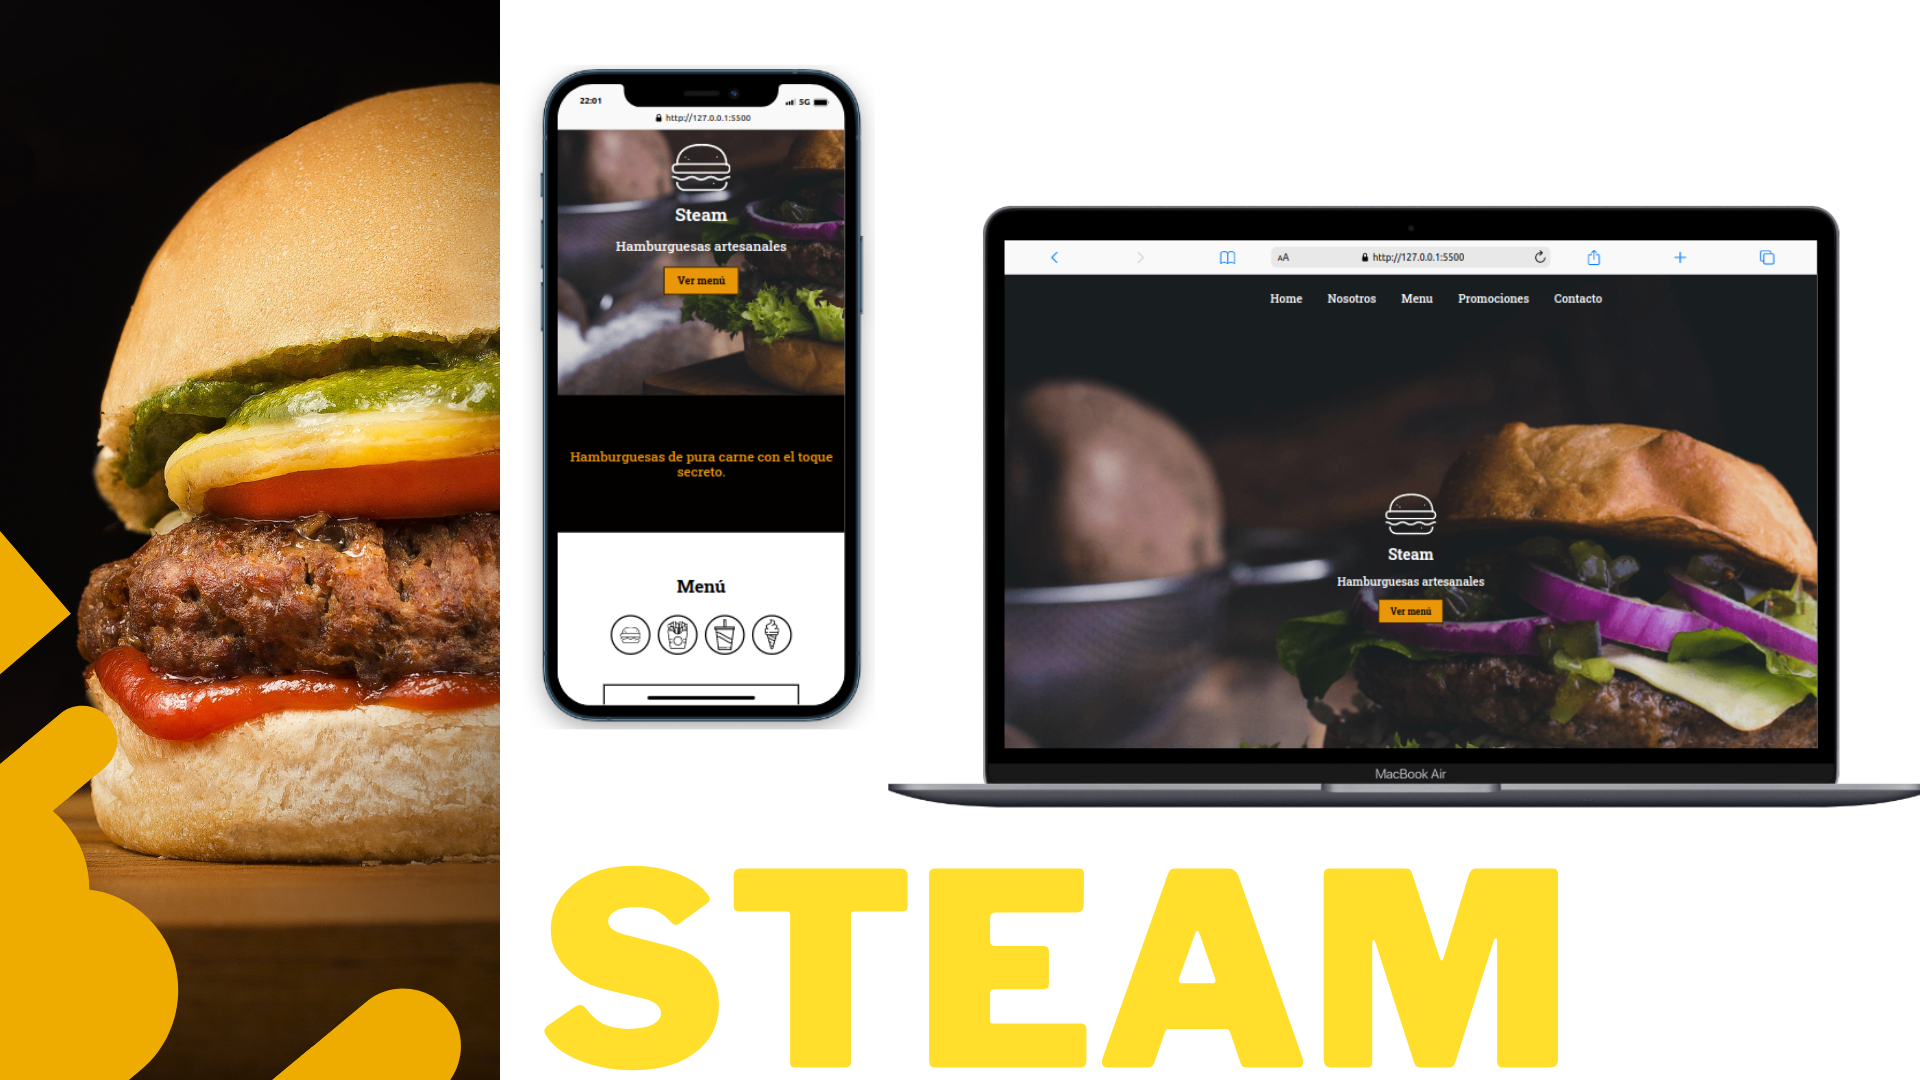 22:01
5G
http://127.0.0.1:5500
Steam
Hamburguesas artesanales
Ver menú
Hamburguesas de pura carne con el toque
secreto.
Menú
AA
http://127.0.0.1:5500
Home Nosotros Menu Promociones Contacto
Steam
Hamburguesas artesanales
Ver menú
MacBook Air
STEAM